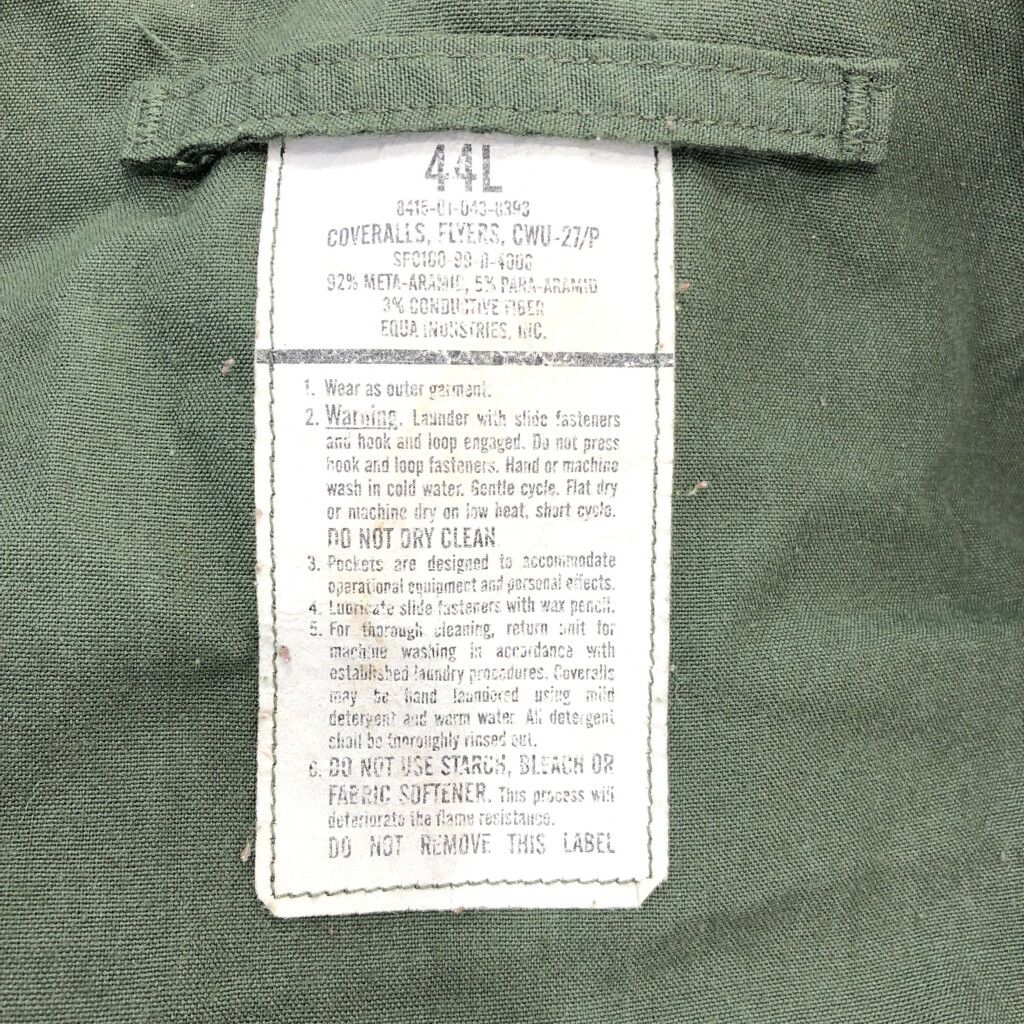 44L
8415-01-043-8393
COVERALLS, FLYERS, CWU-27/P
92% META-ARAMID, 5% PARA-ARAMID
3% CONDUCTIVE FIBER
EQUA INDUSTRIES, INC.
1. Wear as outer garment.
2. Warning. Launder with slide fasteners
and hook and loop engaged. Do not press
hook and loop fasteners. Hand or machine
wash in cold water. Gentle cycle. Flat dry
or machine dry on low heat, short cycle.
DO NOT DRY CLEAN
3. Pockets are designed to accommodate
operational equipment and personal effects.
4. Lubricate slide fasteners with wax pencil.
5. For thorough cleaning, return unit for
machine washing in accordance with
established laundry procedures. Coveralls
may be hand laundered using mild
detergent and warm water. All detergent
shall be thoroughly rinsed out.
6. DO NOT USE STARCH, BLEACH OR
FABRIC SOFTENER. This process will
deteriorate the flame resistance.
DO NOT REMOVE THIS LABEL